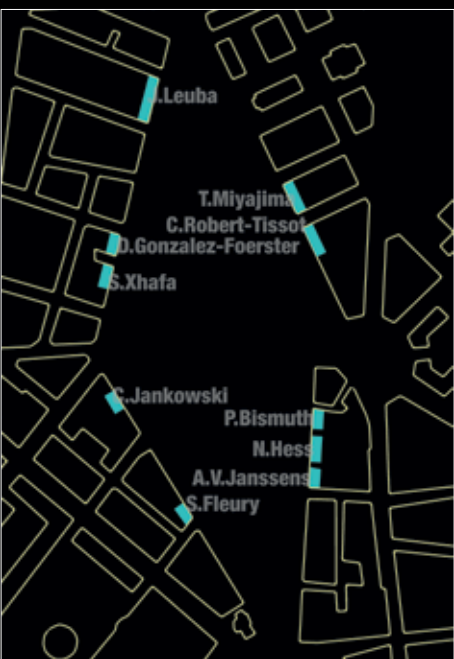 J.Leuba
T.Miyajima
C.Robert-Tissot
D.Gonzalez-Foerster
S.Xhafa
C.Jankowski
P.Bismuth
N.Hess
A.V.Janssens
S.Fleury